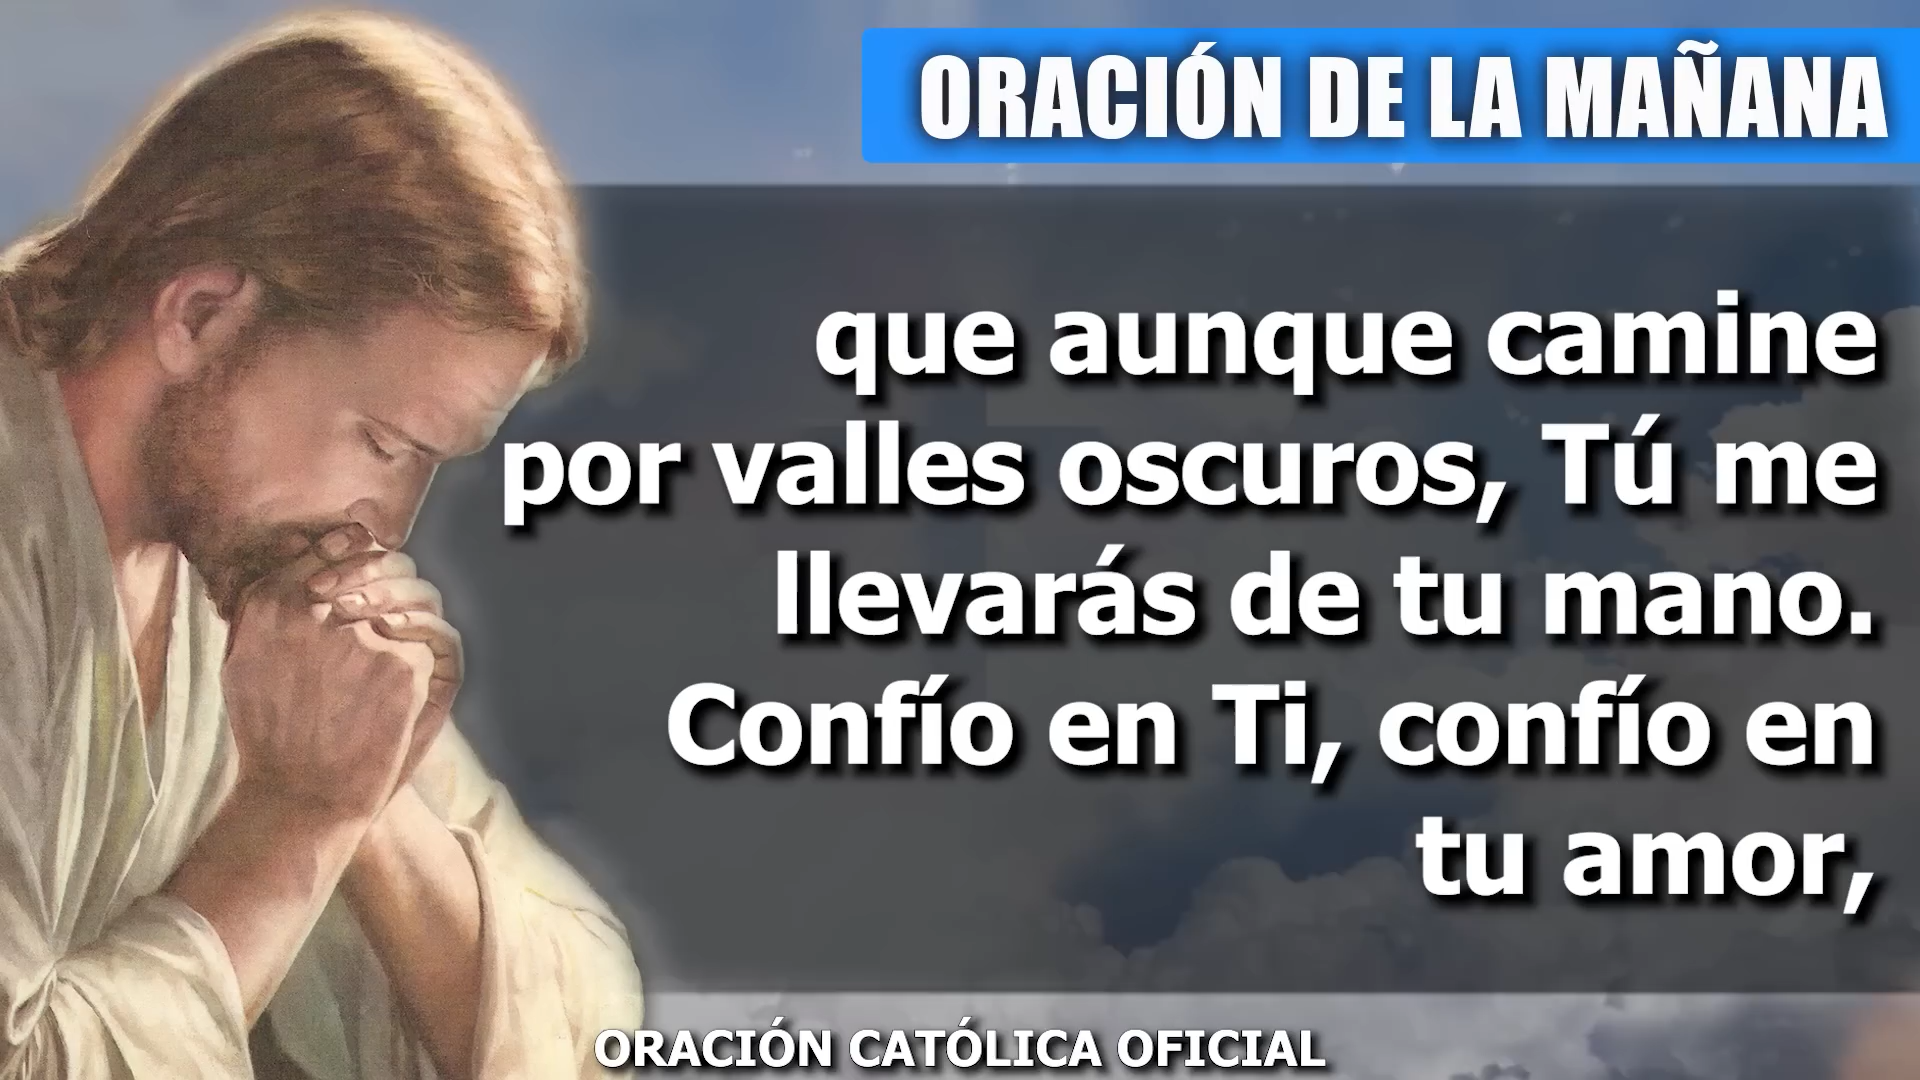 ORACIÓN DE LA MAÑANA
que aunque camine
por valles oscuros, Tú me
llevarás de tu mano.
Confío en Ti, confío en
tu amor,
ORACIÓN CATÓLICA OFICIAL